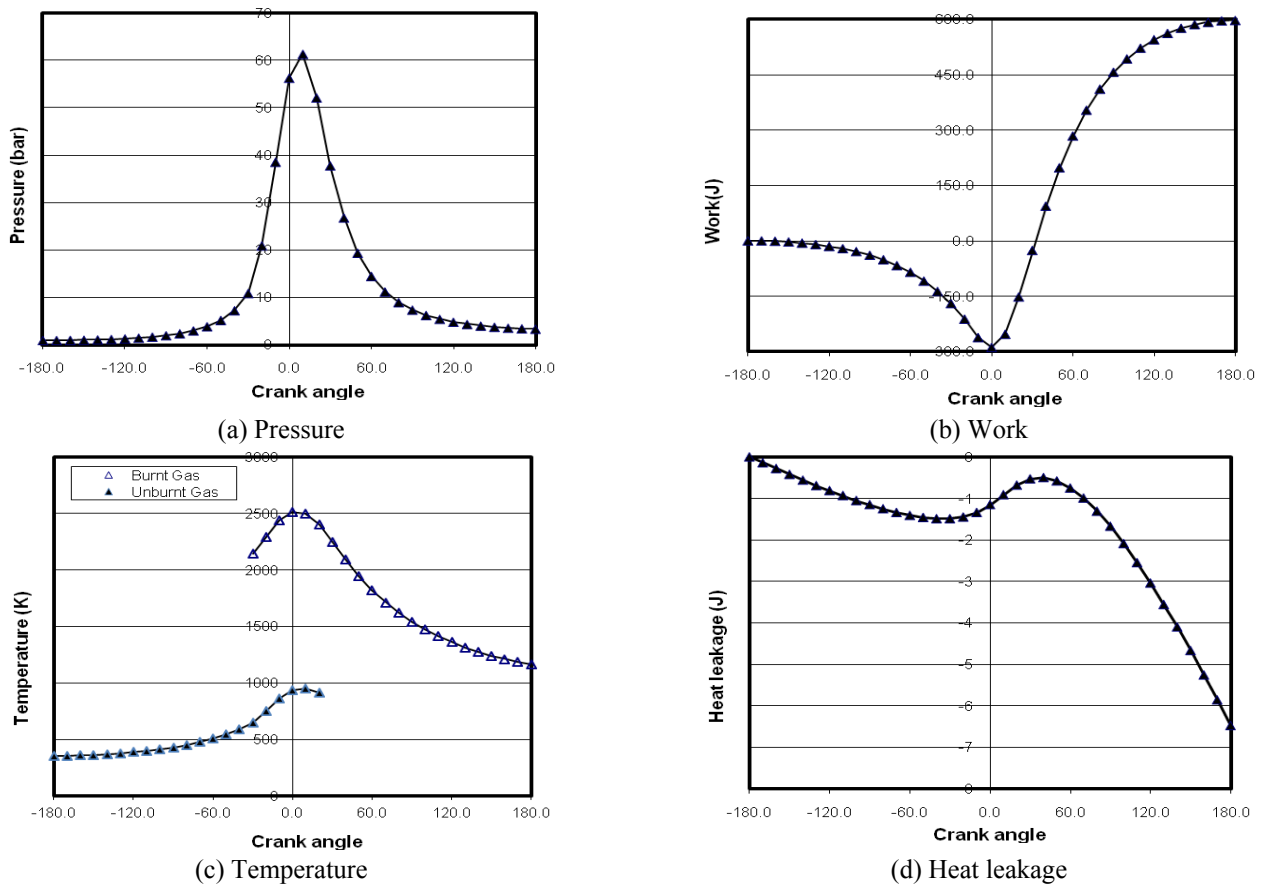 70
60
50
40
30
20
10
0
Pressure (bar)
-180.0 -120.0 -60.0 0.0 60.0 120.0 180.0
Crank angle
(a) Pressure
600.0
450.0
300.0
150.0
0.0
-150.0
-300.0
Work(J)
-180.0 -120.0 -60.0 0.0 60.0 120.0 180.0
Crank angle
(b) Work
Burnt Gas
Unburnt Gas
3000
2500
2000
1500
1000
500
0
Temperature (K)
-180.0 -120.0 -60.0 0.0 60.0 120.0 180.0
Crank angle
(c) Temperature
0
-1
-2
-3
-4
-5
-6
-7
-8
Heat leakage (J)
-180.0 -120.0 -60.0 0.0 60.0 120.0 180.0
Crank angle
(d) Heat leakage